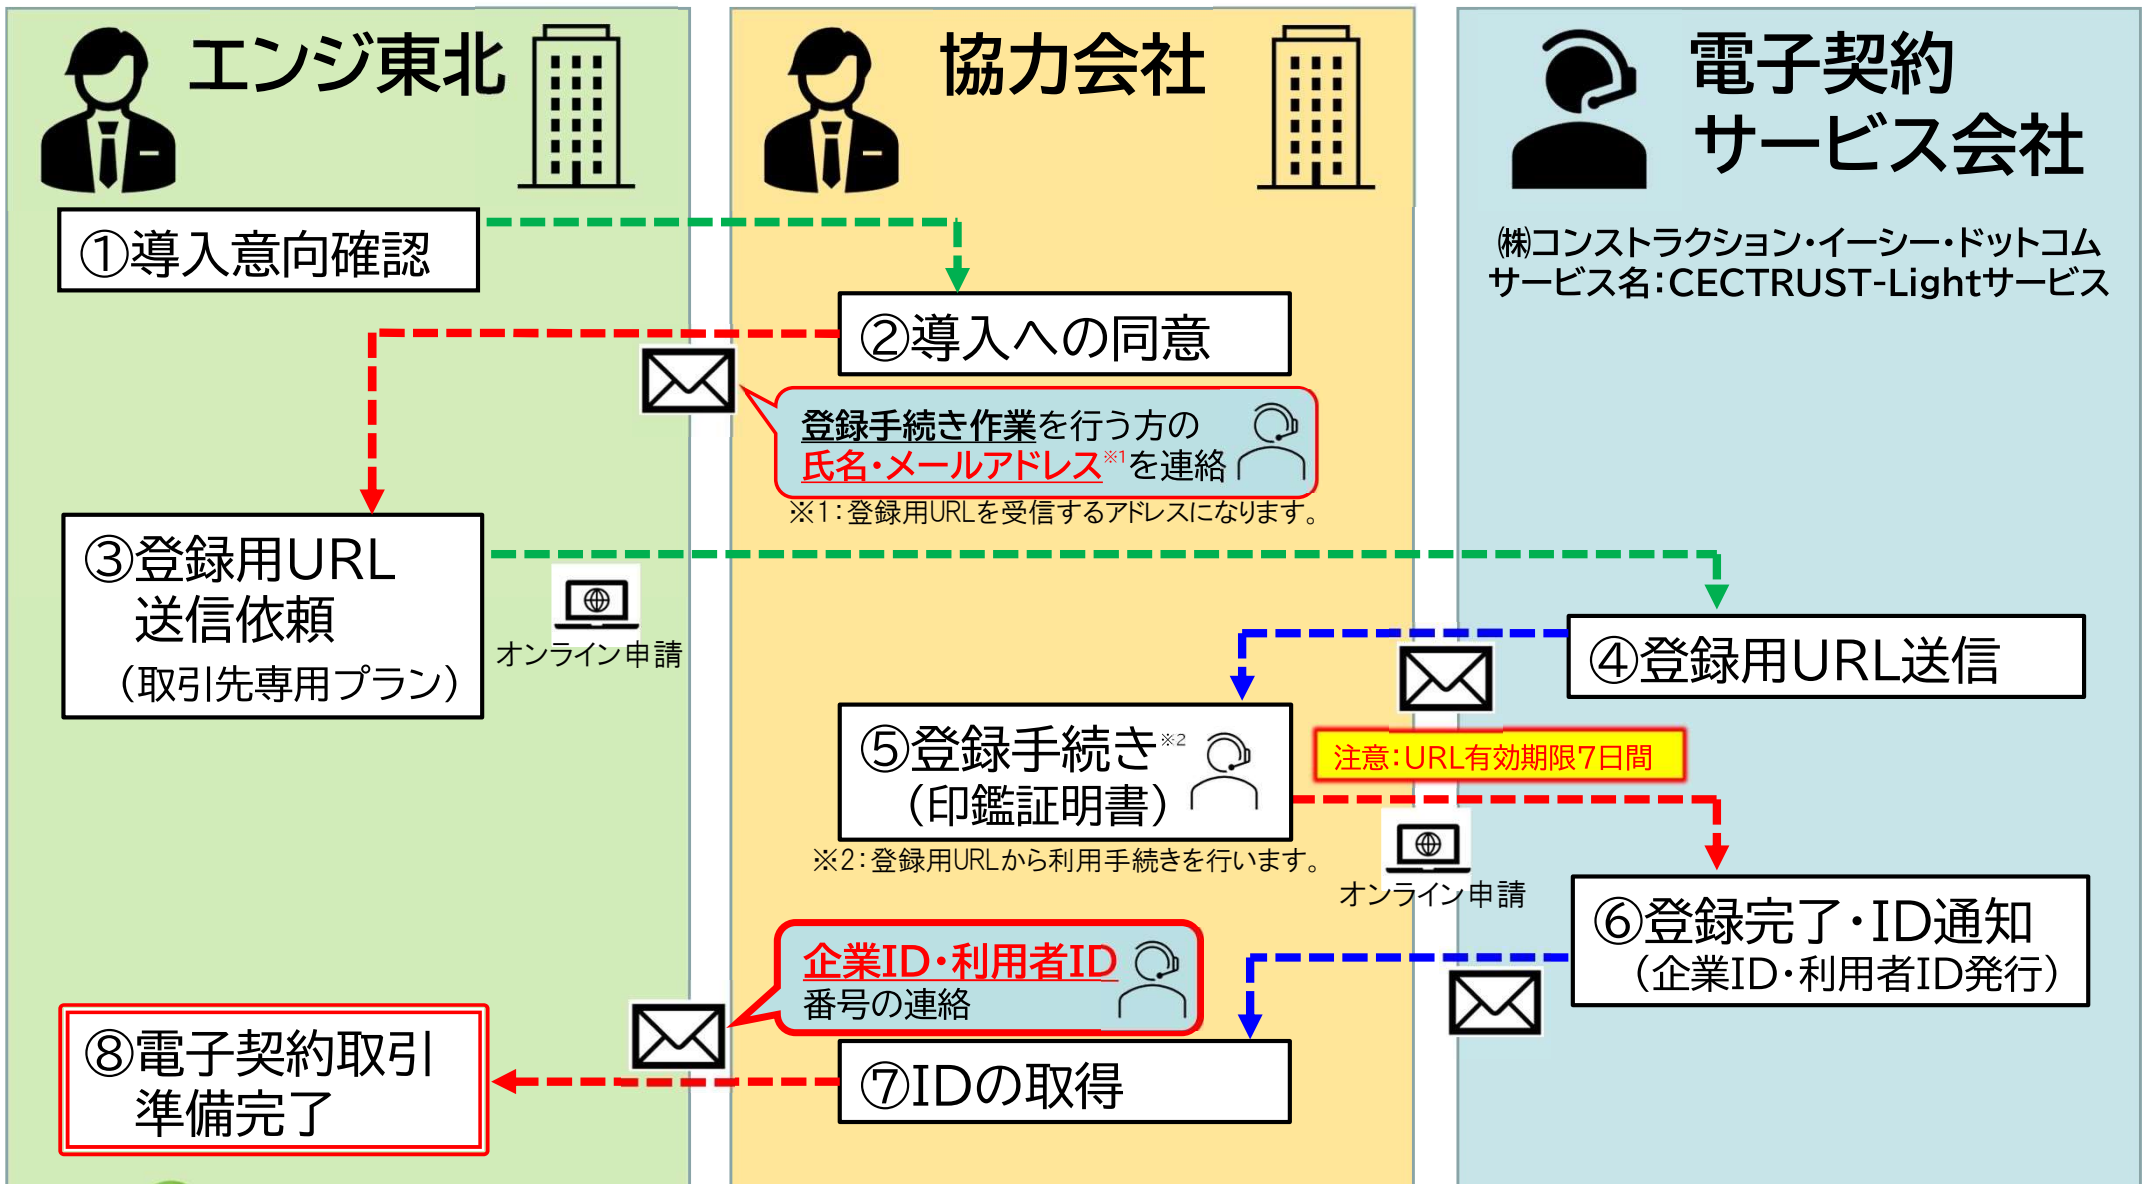 エンジ東北
協力会社
電子契約
サービス会社
㈱コンストラクション・イーシー・ドットコム
サービス名：CECTRUST-Lightサービス
①導入意向確認
②導入への同意
登録手続き作業を行う方の
氏名・メールアドレス※1を連絡
※1：登録用URLを受信するアドレスになります。
③登録用URL
送信依頼
（取引先専用プラン）
オンライン申請
④登録用URL送信
⑤登録手続き※2
（印鑑証明書）
注意：URL有効期限7日間
※2：登録用URLから利用手続きを行います。
オンライン申請
⑥登録完了・ID通知
（企業ID・利用者ID発行）
企業ID・利用者ID
番号の連絡
⑦IDの取得
⑧電子契約取引
準備完了